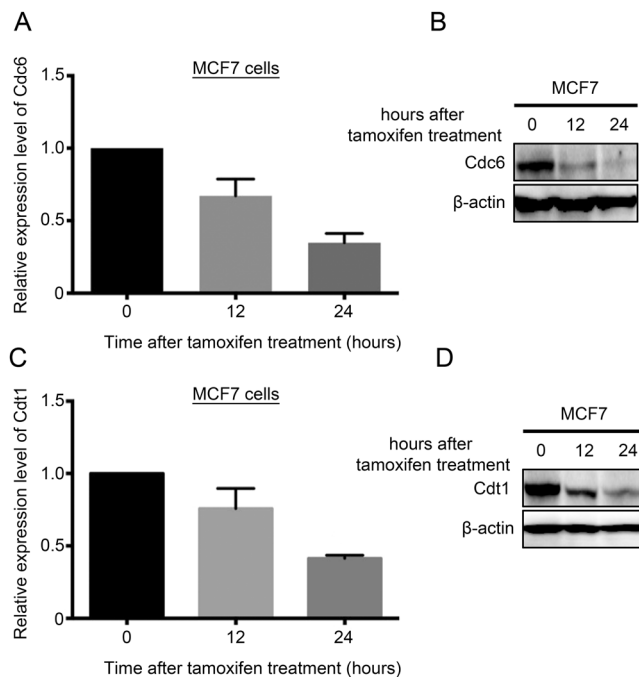 A
MCF7 cells
Relative expression level of Cdc6
1.5
1.0
0.5
0
0 12 24
Time after tamoxifen treatment (hours)
B
MCF7
hours after
tamoxifen treatment
0 12 24
Cdc6
β-actin
C
MCF7 cells
Relative expression level of Cdt1
1.5
1.0
0.5
0
0 12 24
Time after tamoxifen treatment (hours)
D
MCF7
hours after
tamoxifen treatment
0 12 24
Cdt1
β-actin